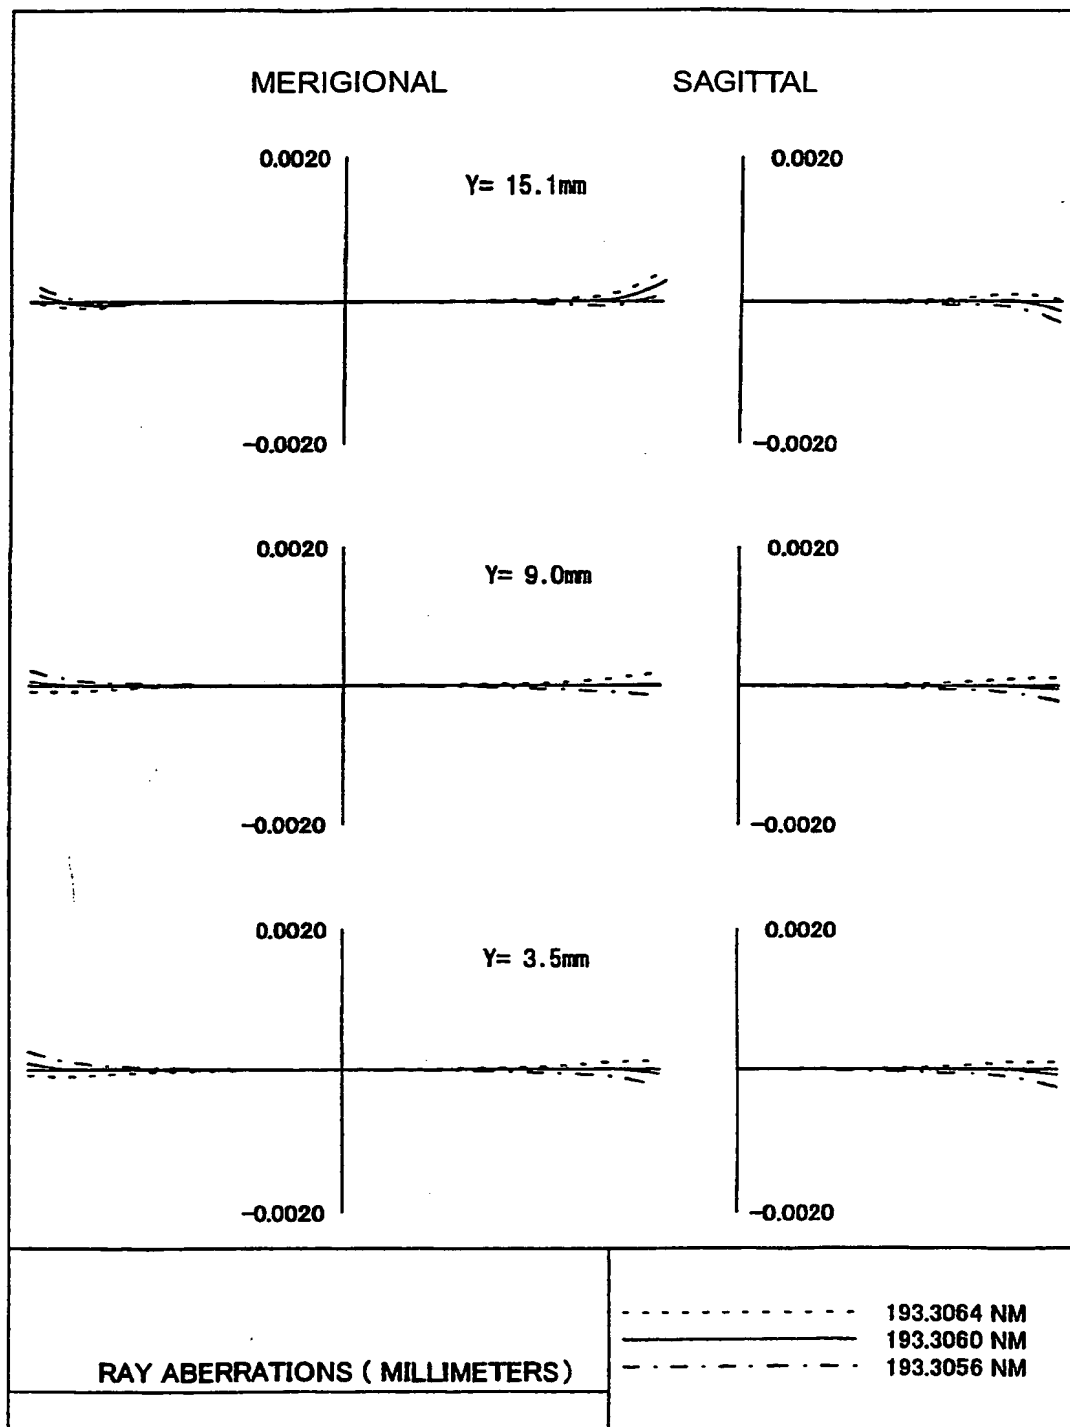 MERIGIONAL SAGITTAL
0.0020 0.0020
Y= 15.1mm
-0.0020 -0.0020
0.0020 0.0020
Y= 9.0mm
-0.0020 -0.0020
0.0020 0.0020
Y= 3.5mm
-0.0020 -0.0020
193.3064 NM
193.3060 NM
193.3056 NM
RAY ABERRATIONS ( MILLIMETERS )